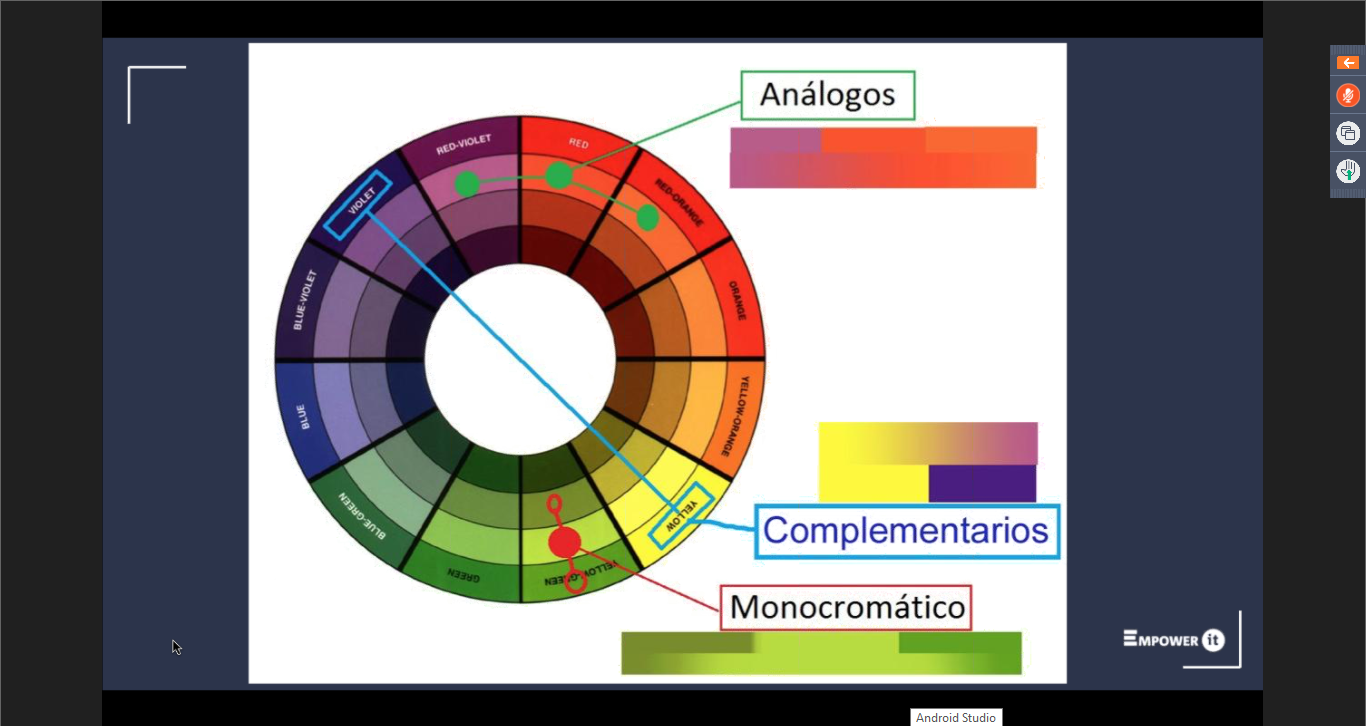 Análogos
RED-VIOLET
RED
RED-ORANGE
VIOLET
ORANGE
BLUE-VIOLET
YELLOW-ORANGE
BLUE
YELLOW
BLUE-GREEN
GREEN
YELLOW-GREEN
Complementarios
Monocromático
EMPOWER it
Android Studio